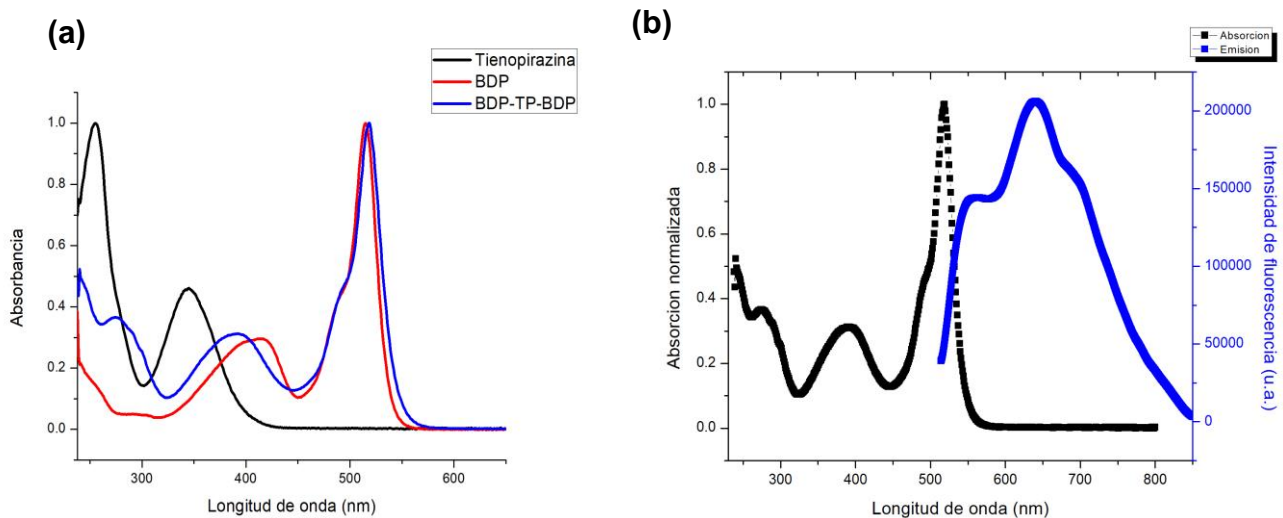 (a)
Tienopirazina
BDP
BDP-TP-BDP
Absorbancia
1.0
0.8
0.6
0.4
0.2
0.0
300
400
500
600
Longitud de onda (nm)
(b)
Absorcion
Emision
Absorcion normalizada
1.0
0.8
0.6
0.4
0.2
0.0
300
400
500
600
700
800
Longitud de onda (nm)
200000
150000
100000
50000
0
Intensidad de fluorescencia (u.a.)